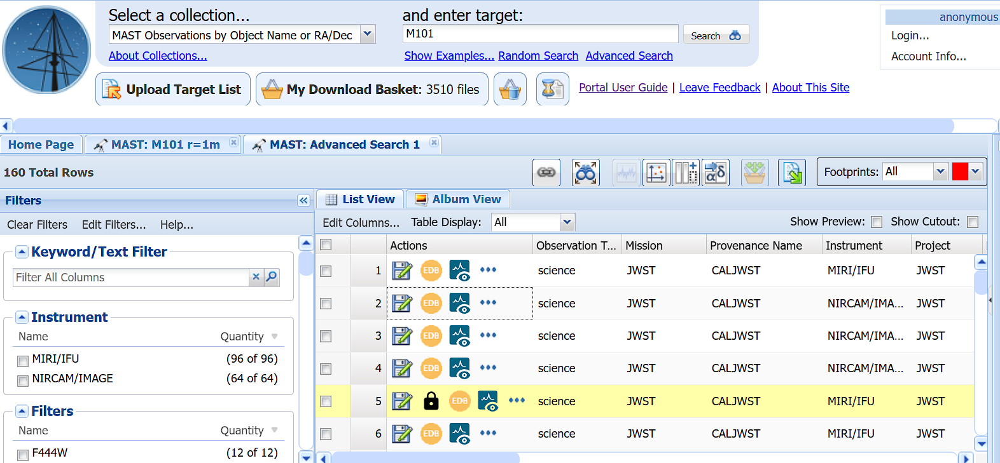 Select a collection...
and enter target:
anonymous
MAST Observations by Object Name or RA/Dec
M101
Search
Login...
About Collections...
Show Examples... Random Search Advanced Search
Account Info...
Upload Target List
My Download Basket: 3510 files
Portal User Guide | Leave Feedback | About This Site
Home Page
MAST: M101 r=1m
MAST: Advanced Search 1
160 Total Rows
αδ
Footprints: All
Filters
List View
Album View
Clear Filters Edit Filters... Help...
Edit Columns... Table Display: All
Show Preview: Show Cutout:
Keyword/Text Filter
Filter All Columns
Instrument
Name Quantity
MIRI/IFU (96 of 96)
NIRCAM/IMAGE (64 of 64)
Filters
Name Quantity
F444W (12 of 12)
Actions Observation T... Mission Provenance Name Instrument Project
1 EDB science JWST CALJWST MIRI/IFU JWST
2 EDB science JWST CALJWST NIRCAM/IMA... JWST
3 EDB science JWST CALJWST NIRCAM/IMA... JWST
4 EDB science JWST CALJWST NIRCAM/IMA... JWST
5 EDB science JWST CALJWST MIRI/IFU JWST
6 EDB science JWST CALJWST MIRI/IFU JWST